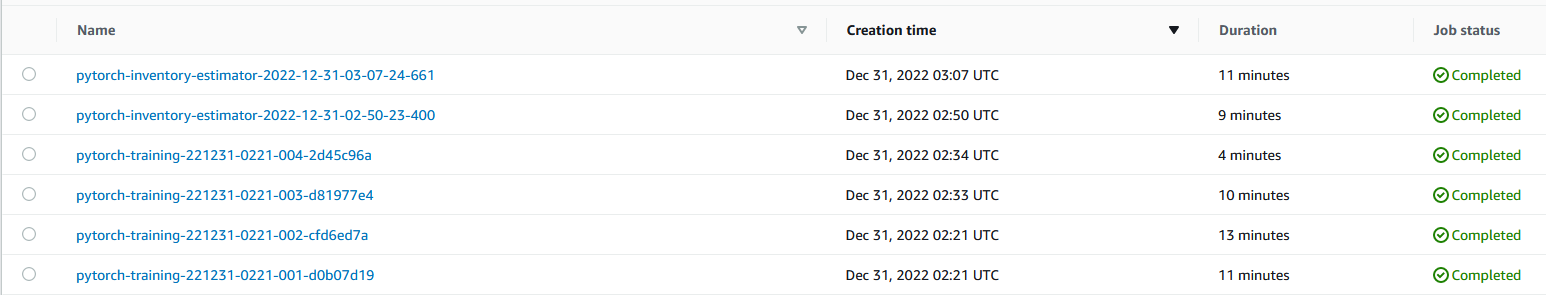 Name Creation time Duration Job status
pytorch-inventory-estimator-2022-12-31-03-07-24-661 Dec 31, 2022 03:07 UTC 11 minutes Completed
pytorch-inventory-estimator-2022-12-31-02-50-23-400 Dec 31, 2022 02:50 UTC 9 minutes Completed
pytorch-training-221231-0221-004-2d45c96a Dec 31, 2022 02:34 UTC 4 minutes Completed
pytorch-training-221231-0221-003-d81977e4 Dec 31, 2022 02:33 UTC 10 minutes Completed
pytorch-training-221231-0221-002-cfd6ed7a Dec 31, 2022 02:21 UTC 13 minutes Completed
pytorch-training-221231-0221-001-d0b07d19 Dec 31, 2022 02:21 UTC 11 minutes Completed